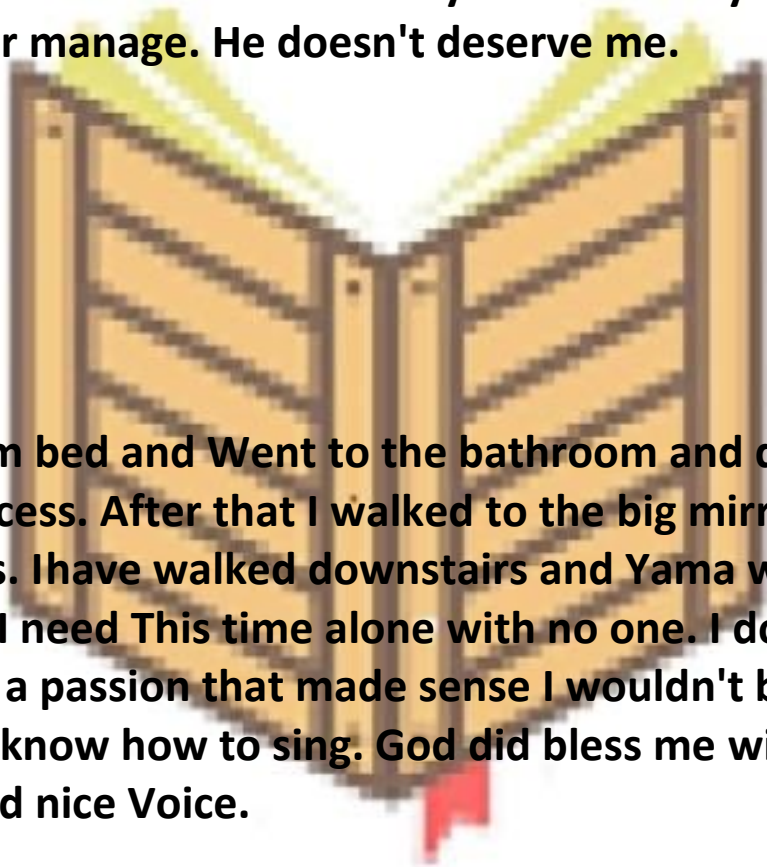 r manage. He doesn't deserve me.
m bed and Went to the bathroom and
cess. After that I walked to the big
s. Ihave walked downstairs and Yama
I need This time alone with no one. I
a passion that made sense I wouldn't
know how to sing. God did bless me
d nice Voice.